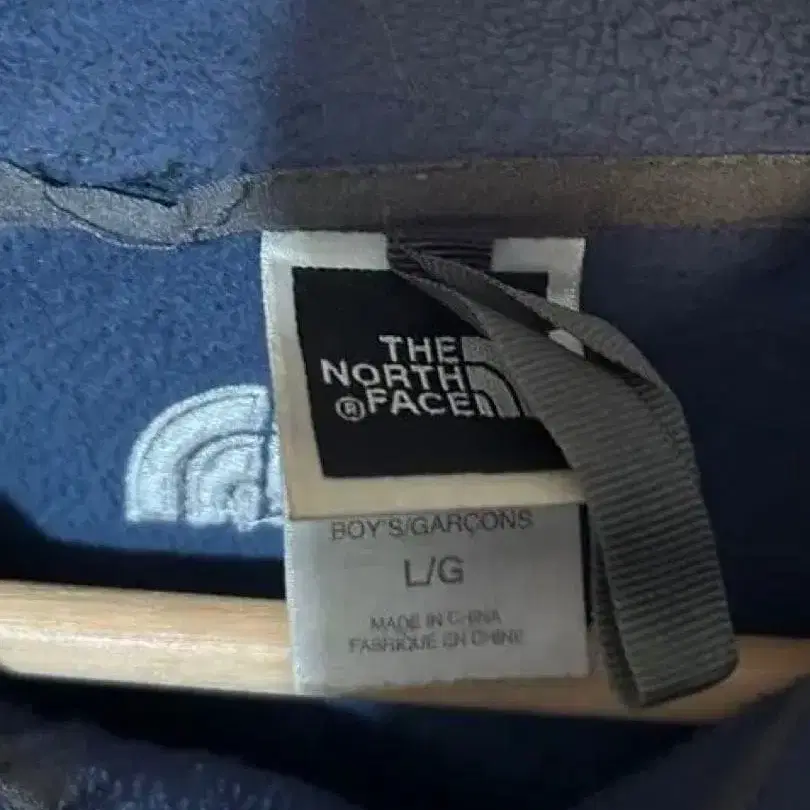 THE
NORTH
® FACE
BOY'S/GARÇONS
L/G
MADE IN CHINA
FABRIQUÉ EN CHINE